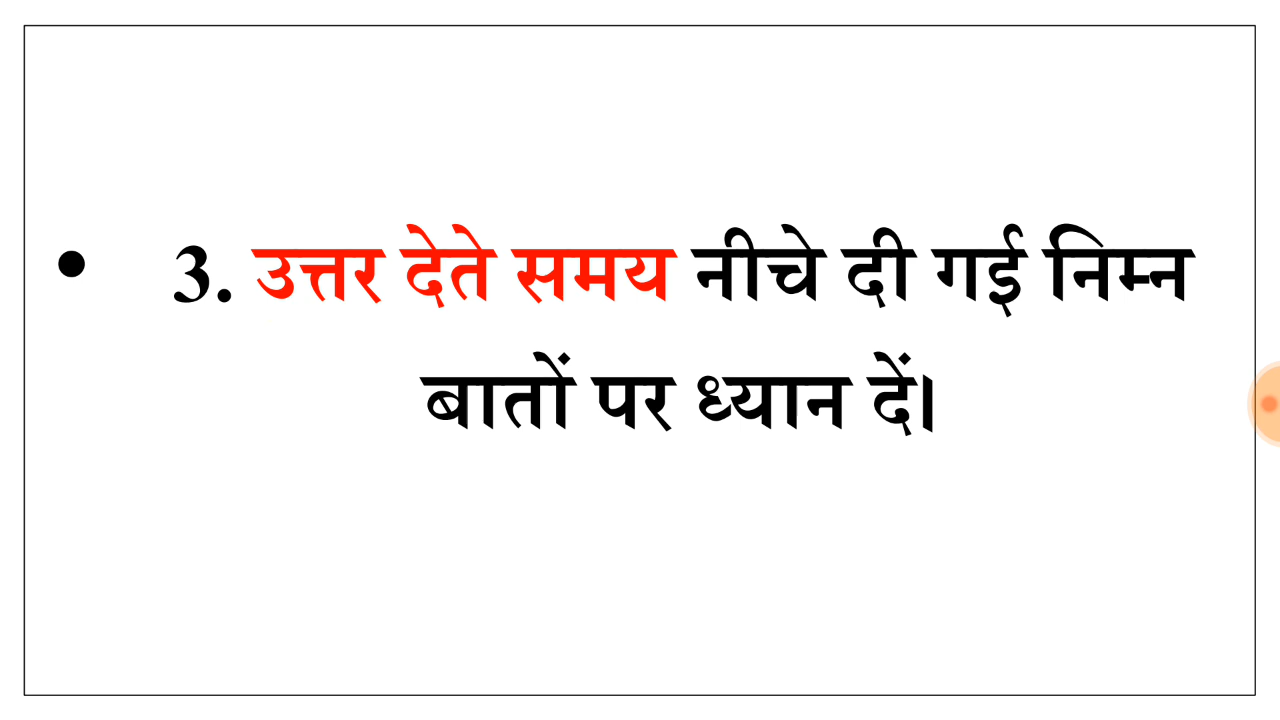 • 3. उत्तर देते समय नीचे दी गई निम्न
बातों पर ध्यान दें।